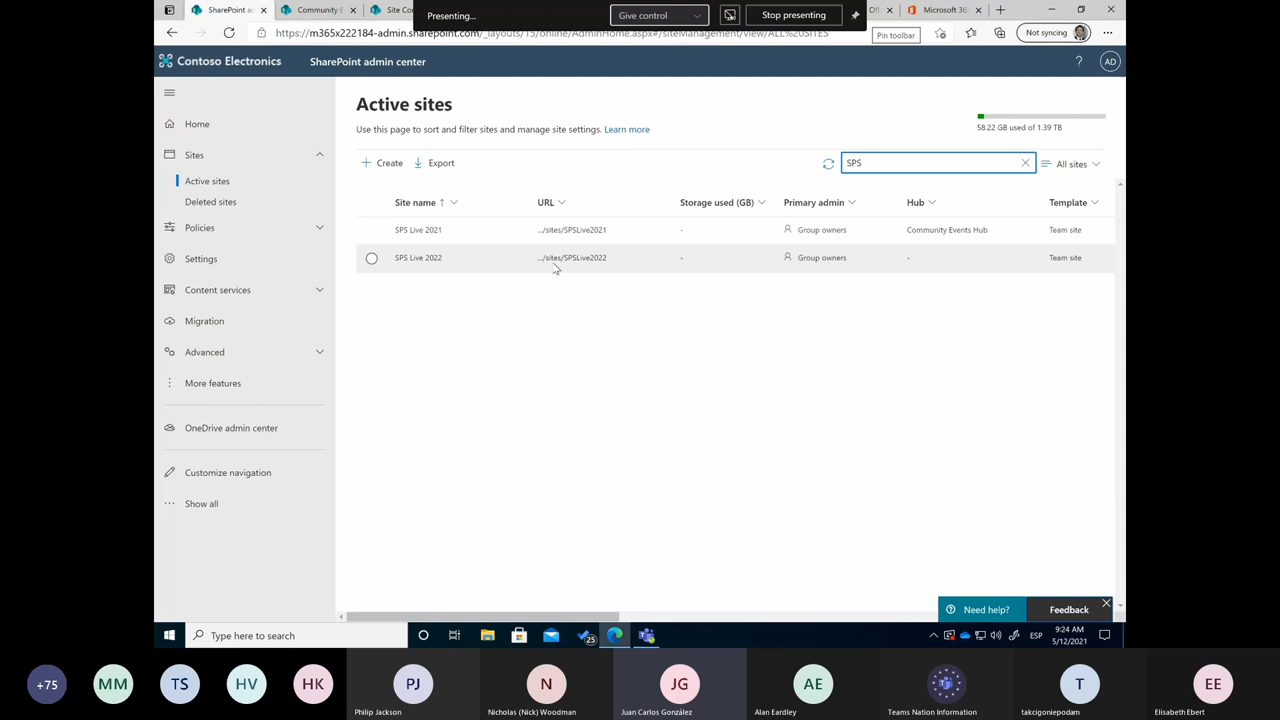 SharePoint a
Community E
Site Co
Presenting...
Give control
Stop presenting
Microsoft 36
https://m365x222184-admin.sharepoint.com/_layouts/15/online/AdminHome.aspx#/siteManagement/view/ALL%20SITES
Pin toolbar
Not syncing
Contoso Electronics
SharePoint admin center
?
AD
Home
Sites
Active sites
Deleted sites
Policies
Settings
Content services
Migration
Advanced
More features
OneDrive admin center
Customize navigation
Show all
Active sites
Use this page to sort and filter sites and manage site settings. Learn more
58.22 GB used of 1.39 TB
Create
Export
SPS
All sites
Site name ↑ URL Storage used (GB) Primary admin Hub Template
SPS Live 2021 .../sites/SPSLive2021 - Group owners Community Events Hub Team site
SPS Live 2022 .../sites/SPSLive2022 - Group owners - Team site
Need help?
Feedback
Type here to search
25
ESP
9:24 AM
5/12/2021
+75
MM
TS
HV
HK
PJ
Philip Jackson
N
Nicholas (Nick) Woodman
JG
Juan Carlos González
AE
Alan Eardley
Teams Nation Information
T
takcigoniepodam
EE
Elisabeth Ebert